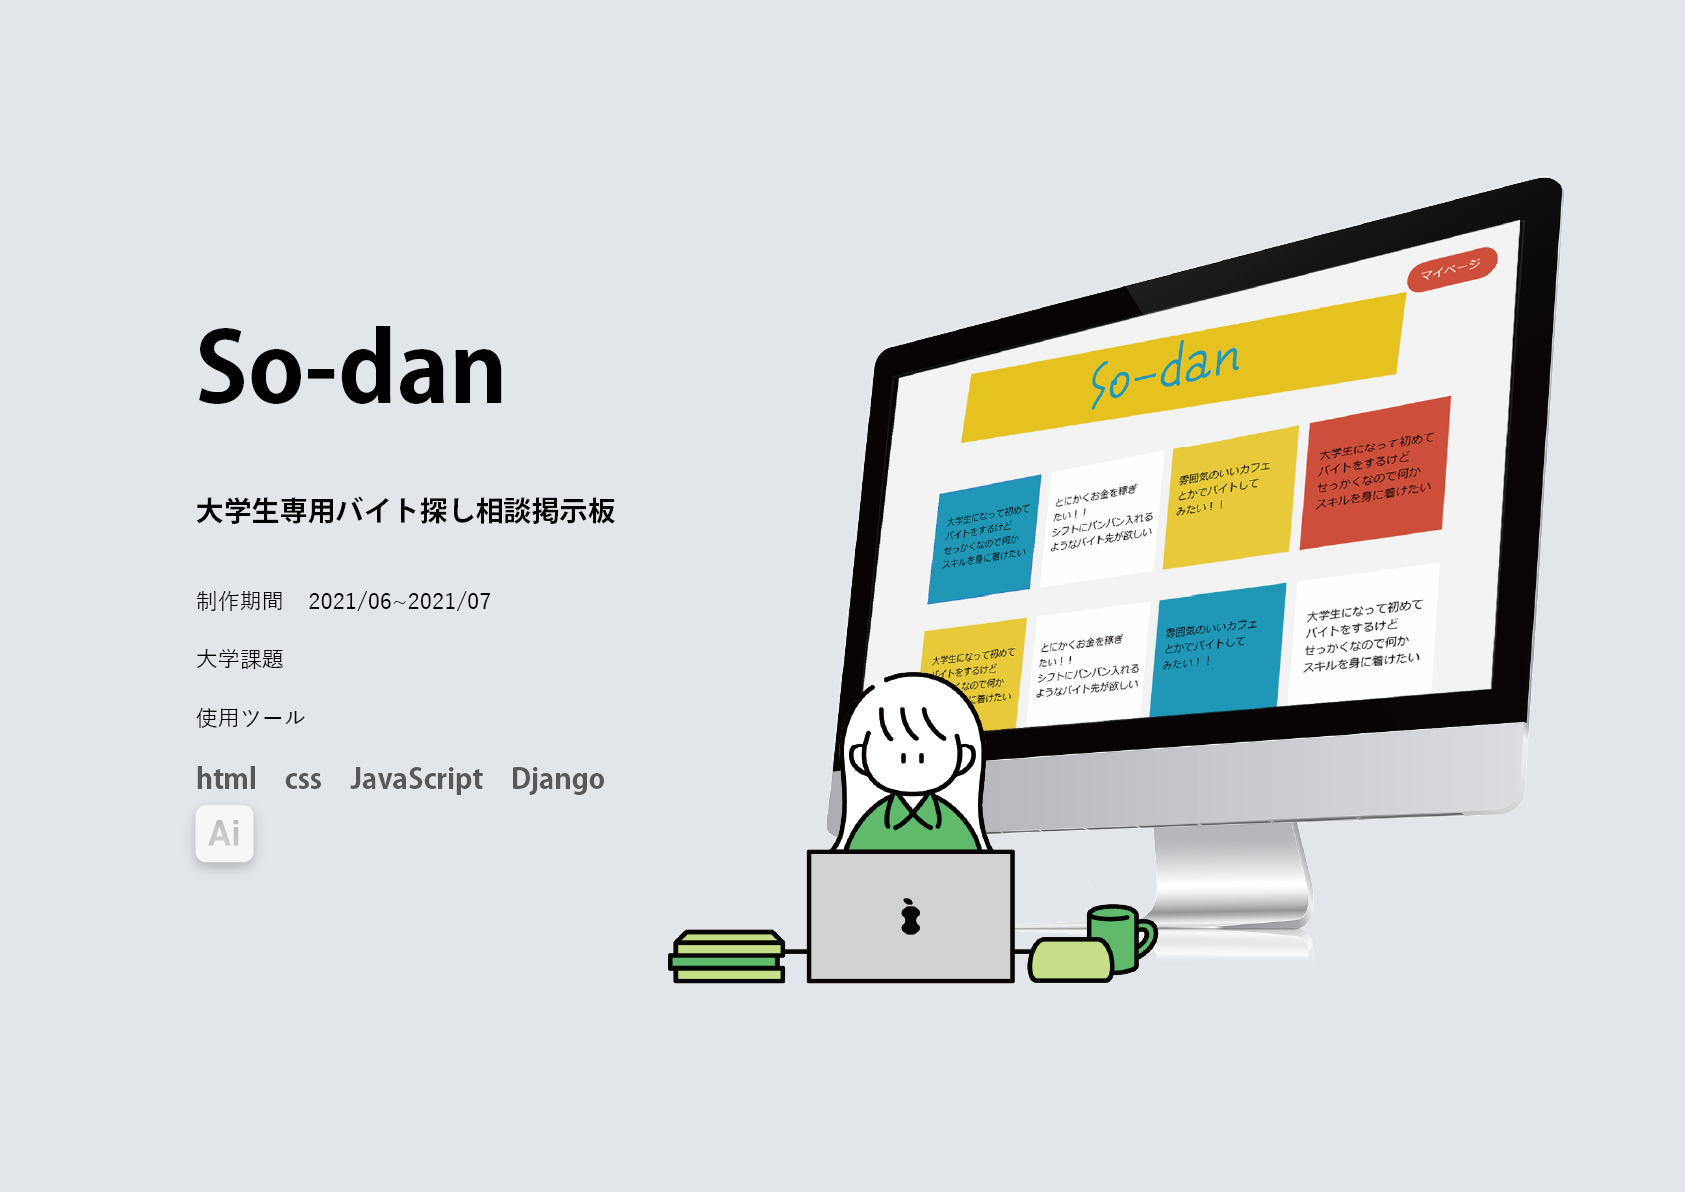 So-dan
大学生専用バイト探し相談掲示板
制作期間　2021/06~2021/07
大学課題
使用ツール
html　css　JavaScript　Django
Ai
マイページ
So-dan
大学生になって初めて
バイトをするけど
せっかくなので何か
スキルを身に着けたい
とにかくお金を稼ぎ
たい！！
シフトにバンバン入れる
ようなバイト先が欲しい
雰囲気のいいカフェ
とかでバイトして
みたい！！
大学生になって初めて
バイトをするけど
せっかくなので何か
スキルを身に着けたい
大学生になって初めて
バイトをするけど
くなので何か
に着けたい
とにかくお金を稼ぎ
たい！！
シフトにバンバン入れる
ようなバイト先が欲しい
雰囲気のいいカフェ
とかでバイトして
みたい！！
大学生になって初めて
バイトをするけど
せっかくなので何か
スキルを身に着けたい